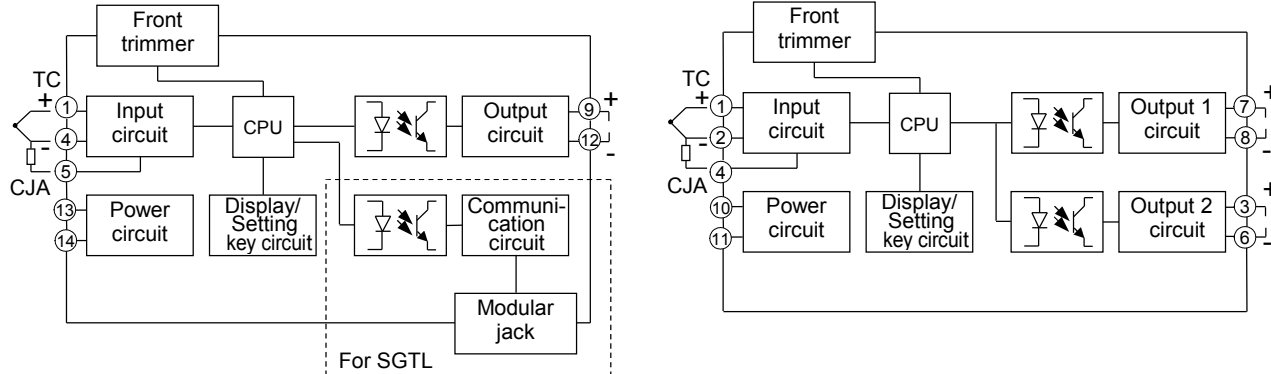 Front
trimmer
TC
+
1
4
-
5
CJA
Input
circuit
CPU
Output
circuit
9
+
12
-
13
14
Power
circuit
Display/
Setting
key circuit
Communi-
cation
circuit
Modular
jack
For SGTL
Front
trimmer
TC
+
1
2
-
4
CJA
Input
circuit
CPU
Output 1
circuit
7
+
8
-
10
11
Power
circuit
Display/
Setting
key circuit
Output 2
circuit
3
+
6
-